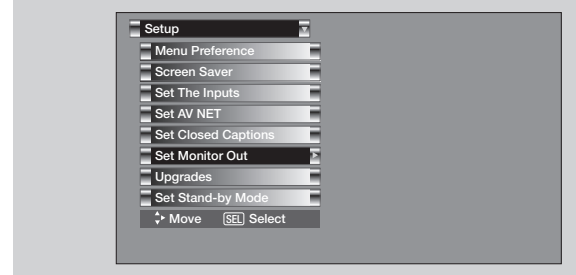 Setup
Menu Preference
Screen Saver
Set The Inputs
Set AV NET
Set Closed Captions
Set Monitor Out
Upgrades
Set Stand-by Mode
Move SEL Select